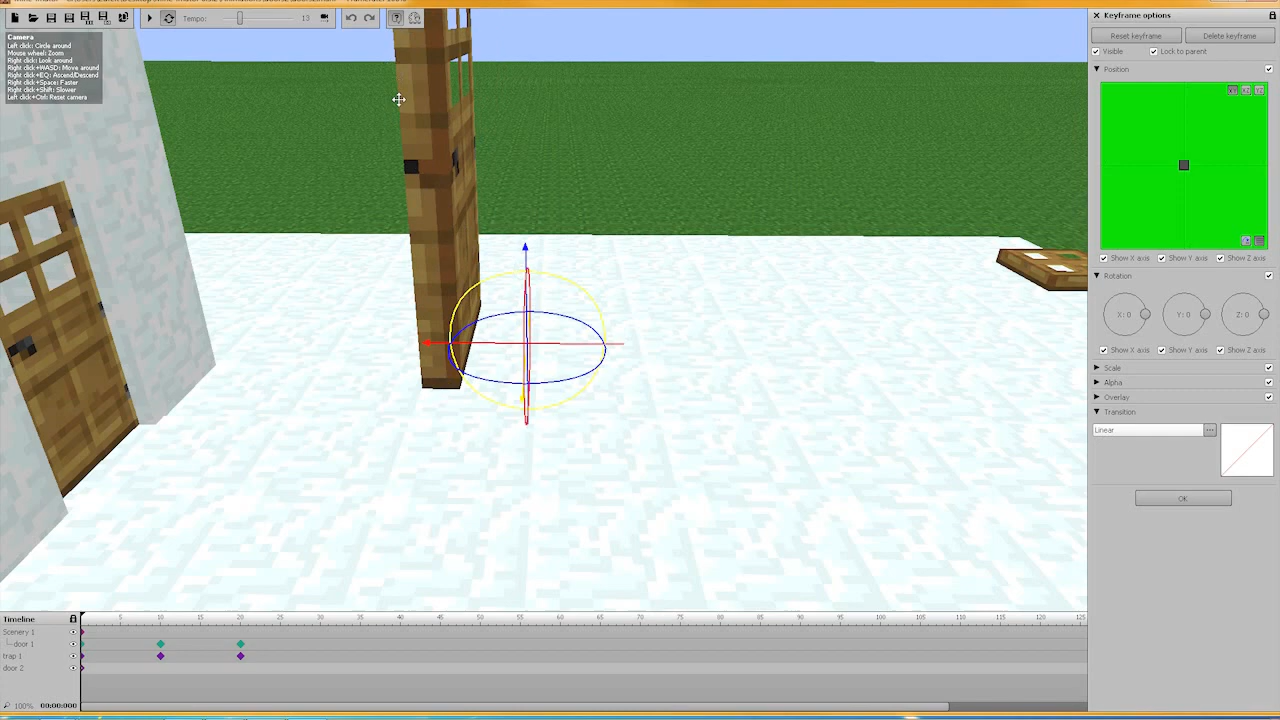 Tempo:
13
Camera
Left click: Circle around
Mouse wheel: Zoom
Right click: Look around
Right click+WASD: Move around
Right click+EQ: Ascend/Descend
Right click+Space: Faster
Right click+Shift: Slower
Left click+Ctrl: Reset camera
Keyframe options
Reset keyframe
Delete keyframe
Visible
Lock to parent
Position
Show X axis
Show Y axis
Show Z axis
Rotation
X: 0
Y: 0
Z: 0
Show X axis
Show Y axis
Show Z axis
Scale
Alpha
Overlay
Transition
Linear
OK
Timeline
5 10 15 20 25 30 35 40 45 50 55 60 65 70 75 80 85 90 95 100 105 110 115 120 125
Scenery 1
door 1
trap 1
door 2
100%
00:00:000